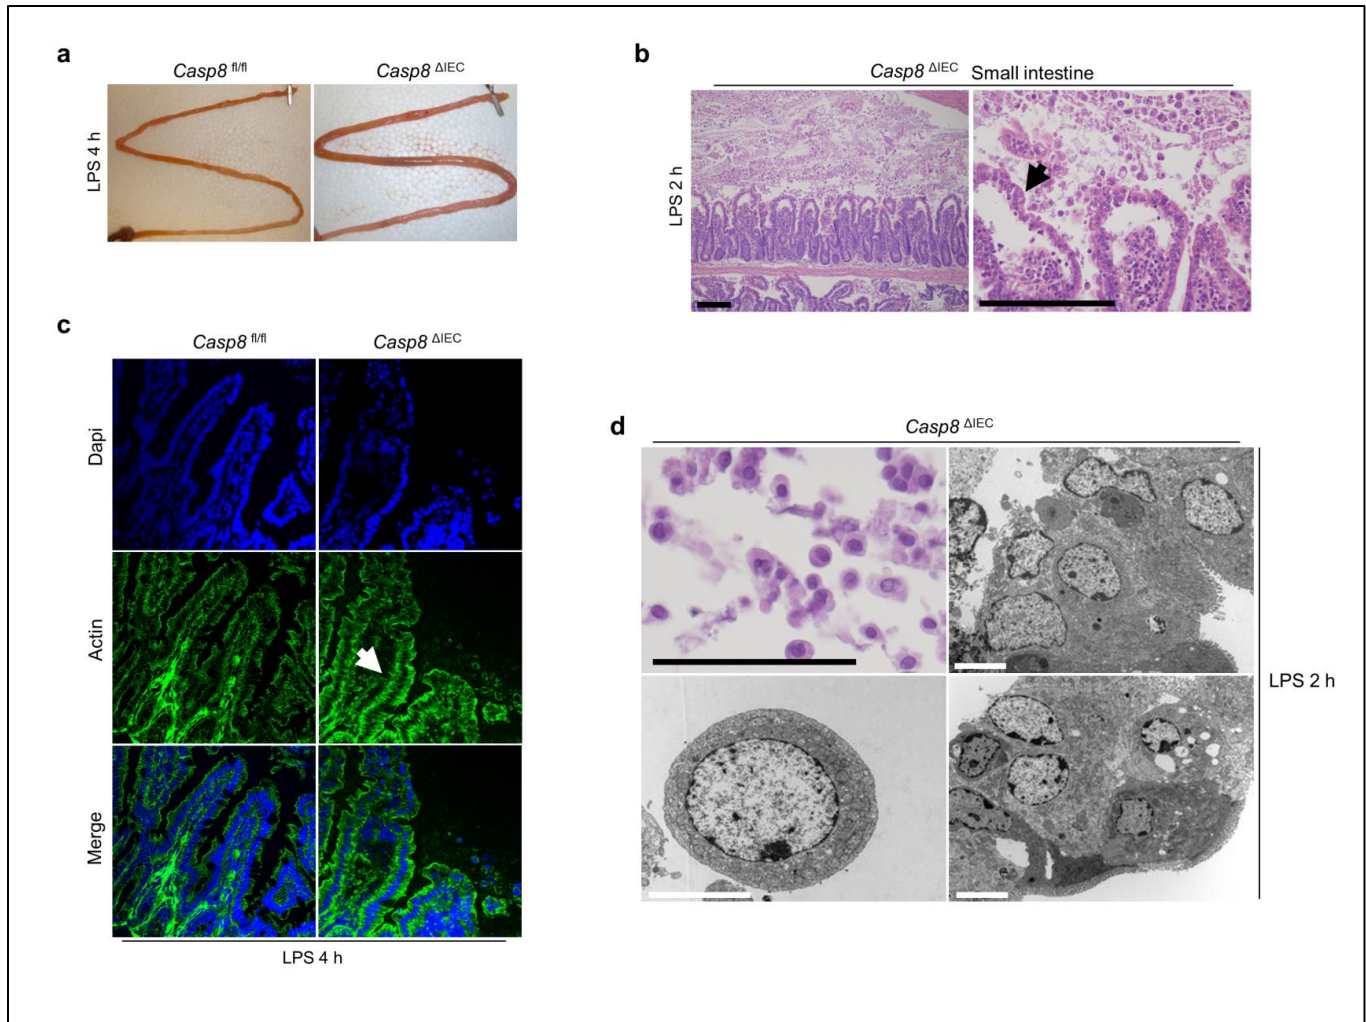 a
Casp8 fl/fl
Casp8 ΔIEC
LPS 4 h
b
Casp8 ΔIEC Small intestine
LPS 2 h
c
Casp8 fl/fl
Casp8 ΔIEC
Dapi
Actin
Merge
LPS 4 h
d
Casp8 ΔIEC
LPS 2 h